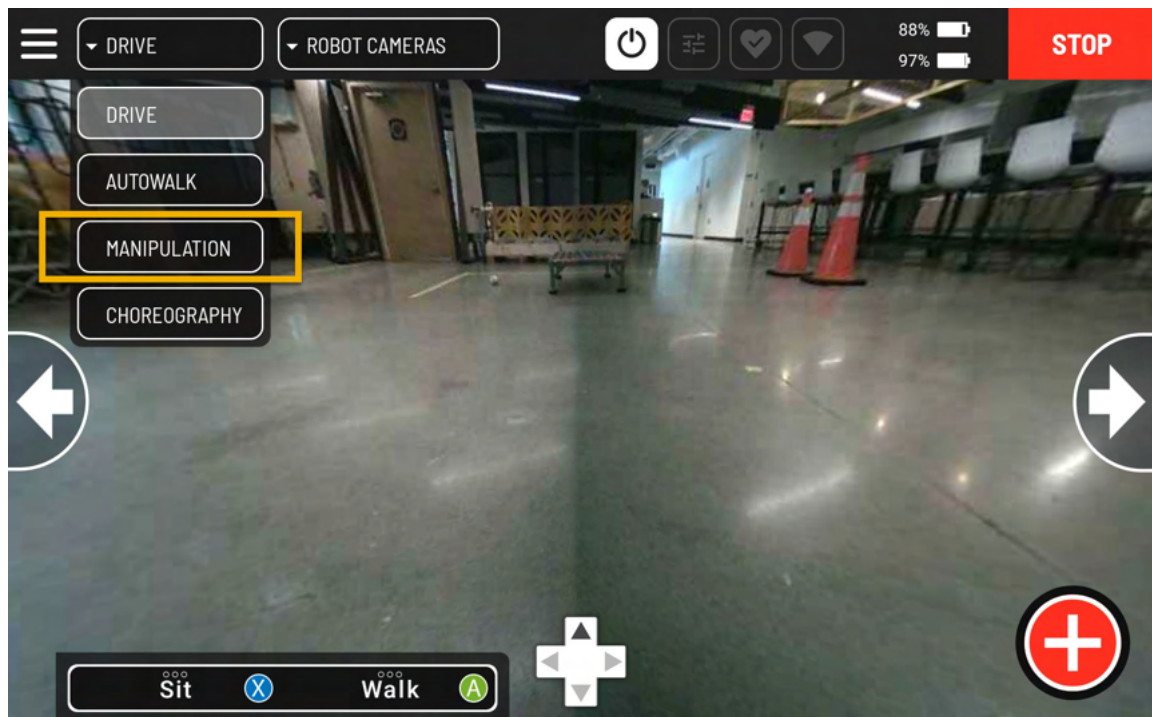 DRIVE
ROBOT CAMERAS
88%
97%
STOP
DRIVE
AUTOWALK
MANIPULATION
CHOREOGRAPHY
Sit X Walk A